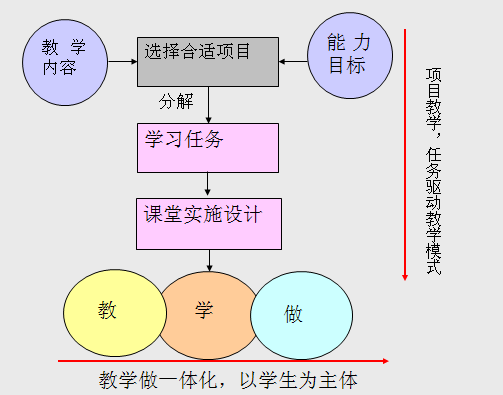 教 学
内容
选择合适项目
能 力
目标
分解
学习任务
课堂实施设计
教
学
做
教学做一体化，以学生为主体
项目教学，任务驱动教学模式